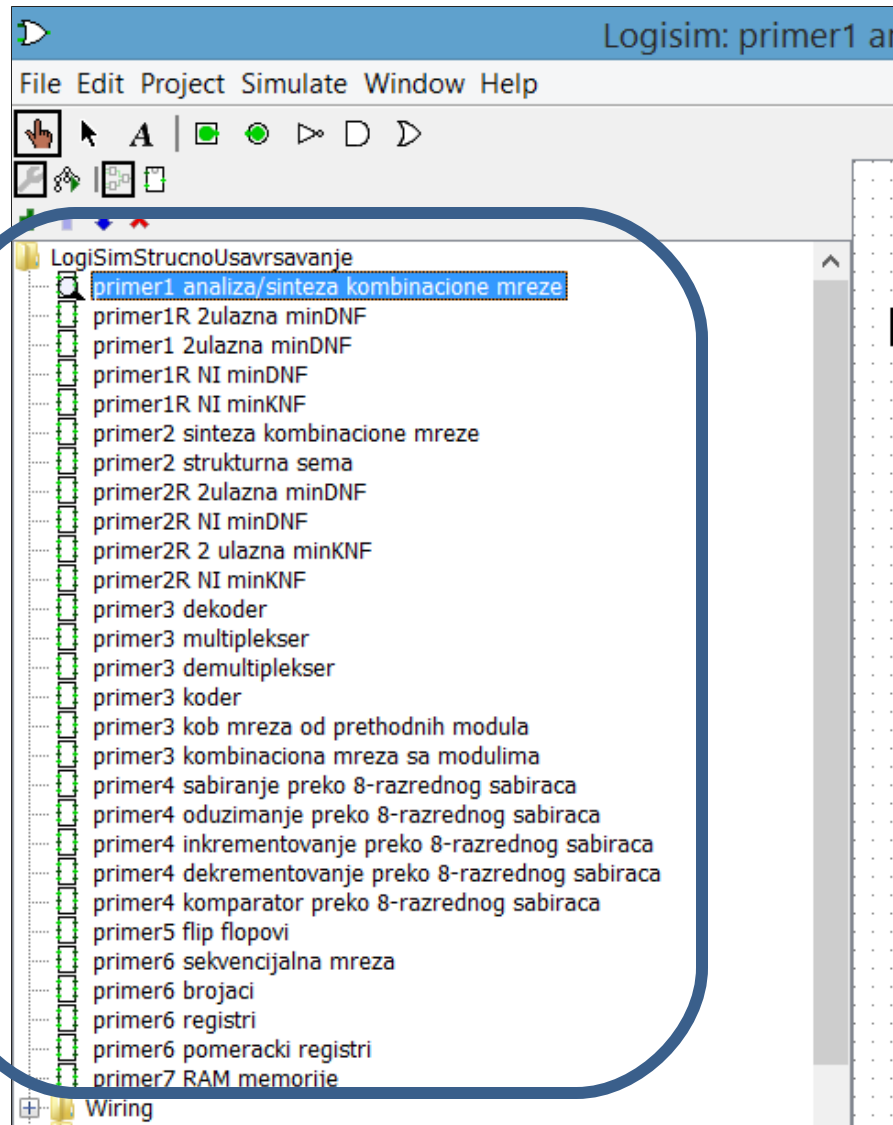 Logisim: primer1 a
File Edit Project Simulate Window Help
A
LogiSimStrucnoUsavrsavanje
primer1 analiza/sinteza kombinacione mreze
primer1R 2ulazna minDNF
primer1 2ulazna minDNF
primer1R NI minDNF
primer1R NI minKNF
primer2 sinteza kombinacione mreze
primer2 strukturna sema
primer2R 2ulazna minDNF
primer2R NI minDNF
primer2R 2 ulazna minKNF
primer2R NI minKNF
primer3 dekoder
primer3 multiplekser
primer3 demultiplekser
primer3 koder
primer3 kob mreza od prethodnih modula
primer3 kombinaciona mreza sa modulima
primer4 sabiranje preko 8-razrednog sabiraca
primer4 oduzimanje preko 8-razrednog sabiraca
primer4 inkrementovanje preko 8-razrednog sabiraca
primer4 dekrementovanje preko 8-razrednog sabiraca
primer4 komparator preko 8-razrednog sabiraca
primer5 flip flopovi
primer6 sekvencijalna mreza
primer6 brojaci
primer6 registri
primer6 pomeracki registri
primer7 RAM memorije
Wiring